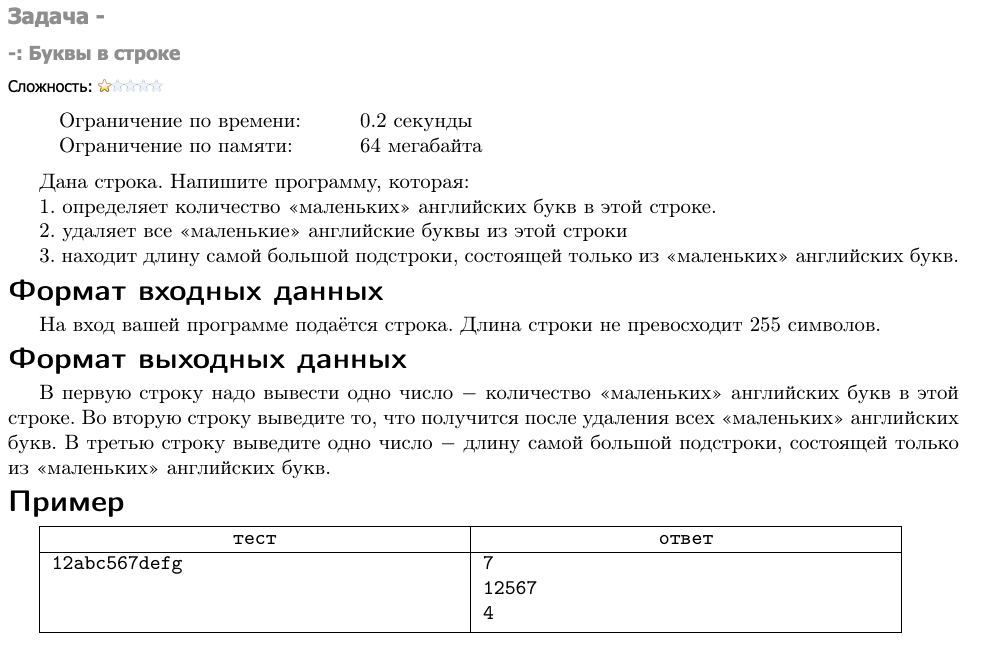 Задача -
-: Буквы в строке
Сложность:
Ограничение по времени: 0.2 секунды
Ограничение по памяти: 64 мегабайта
Дана строка. Напишите программу, которая:
1. определяет количество «маленьких» английских букв в этой строке.
2. удаляет все «маленькие» английские буквы из этой строки
3. находит длину самой большой подстроки, состоящей только из «маленьких» английских букв.
Формат входных данных
На вход вашей программе подаётся строка. Длина строки не превосходит 255 символов.
Формат выходных данных
В первую строку надо вывести одно число – количество «маленьких» английских букв в этой
строке. Во вторую строку выведите то, что получится после удаления всех «маленьких» английских
букв. В третью строку выведите одно число – длину самой большой подстроки, состоящей только
из «маленьких» английских букв.
Пример
тест ответ
12abc567defg 7
12567
4